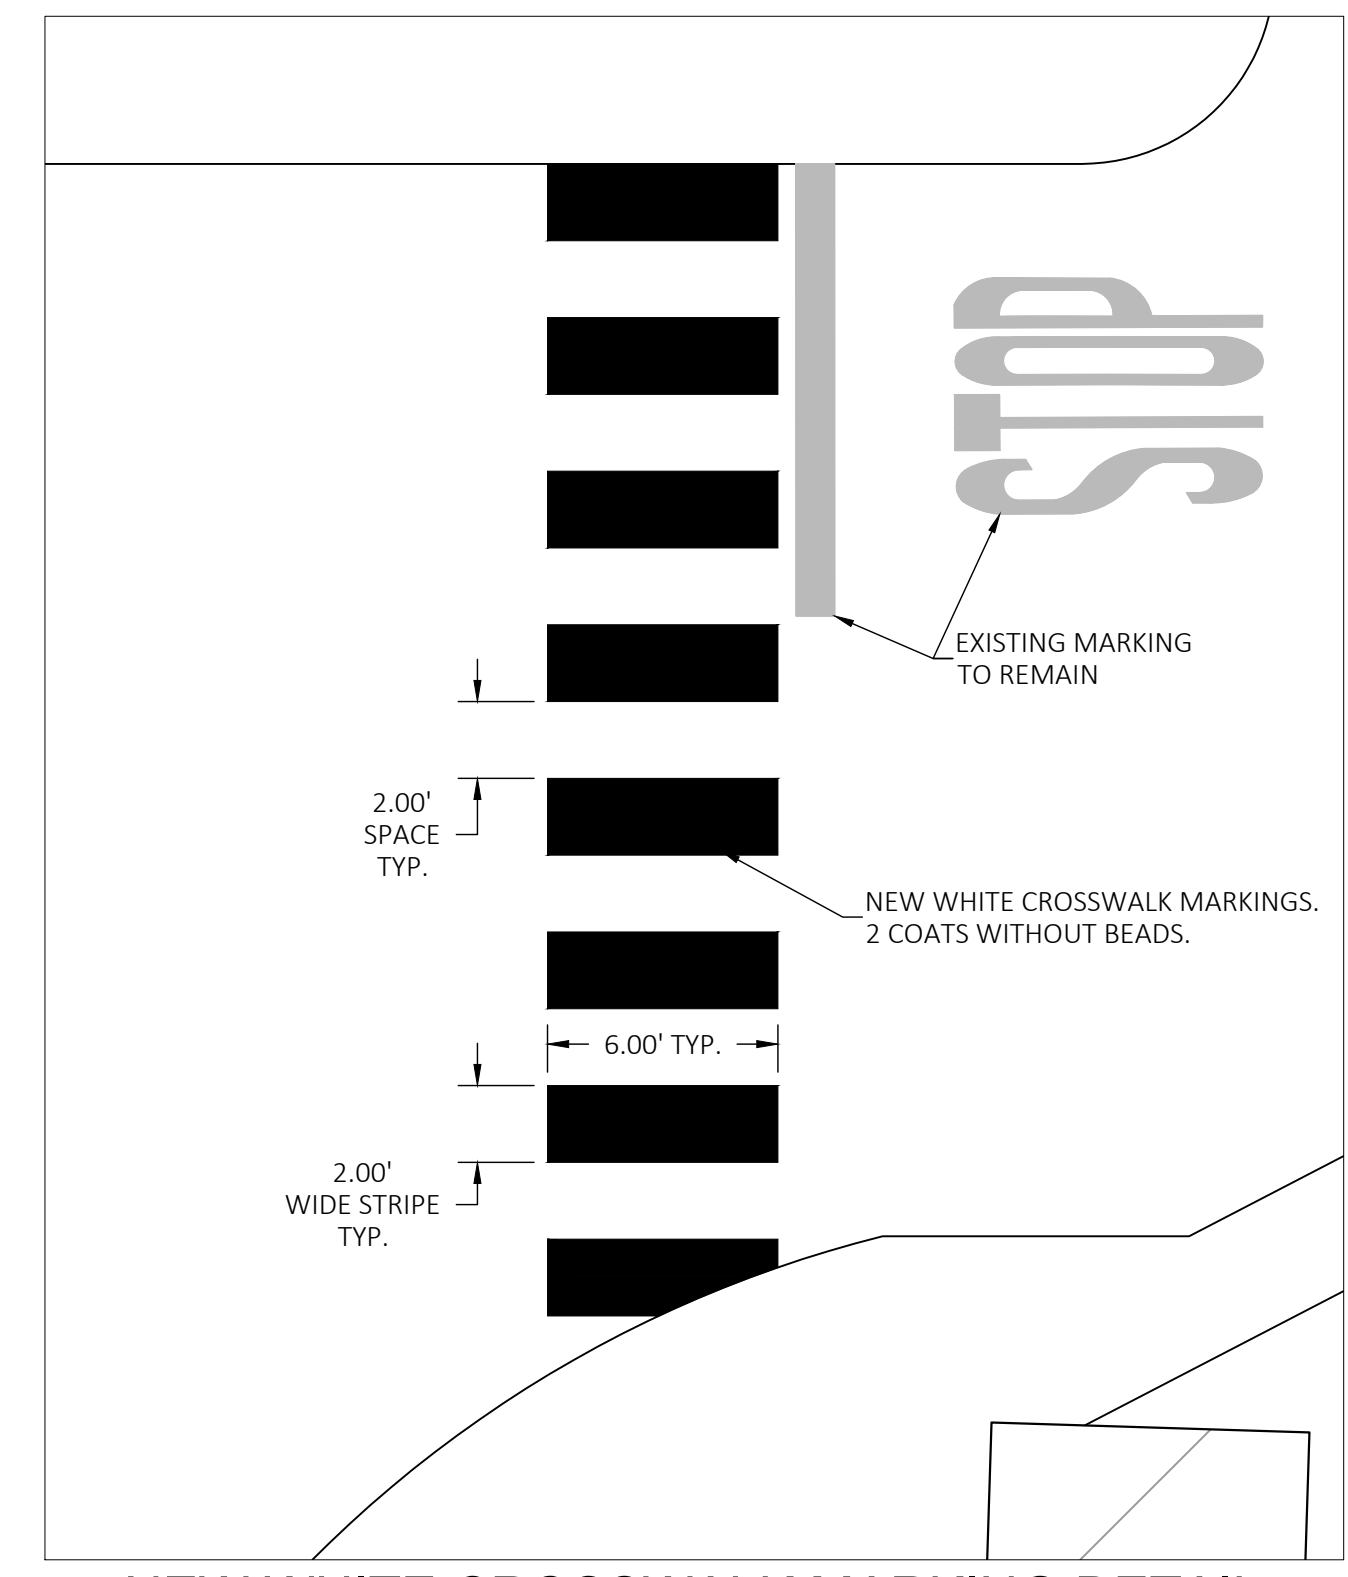 STOP
EXISTING MARKING
TO REMAIN
2.00'
SPACE
TYP.
NEW WHITE CROSSWALK MARKINGS.
2 COATS WITHOUT BEADS.
6.00' TYP.
2.00'
WIDE STRIPE
TYP.